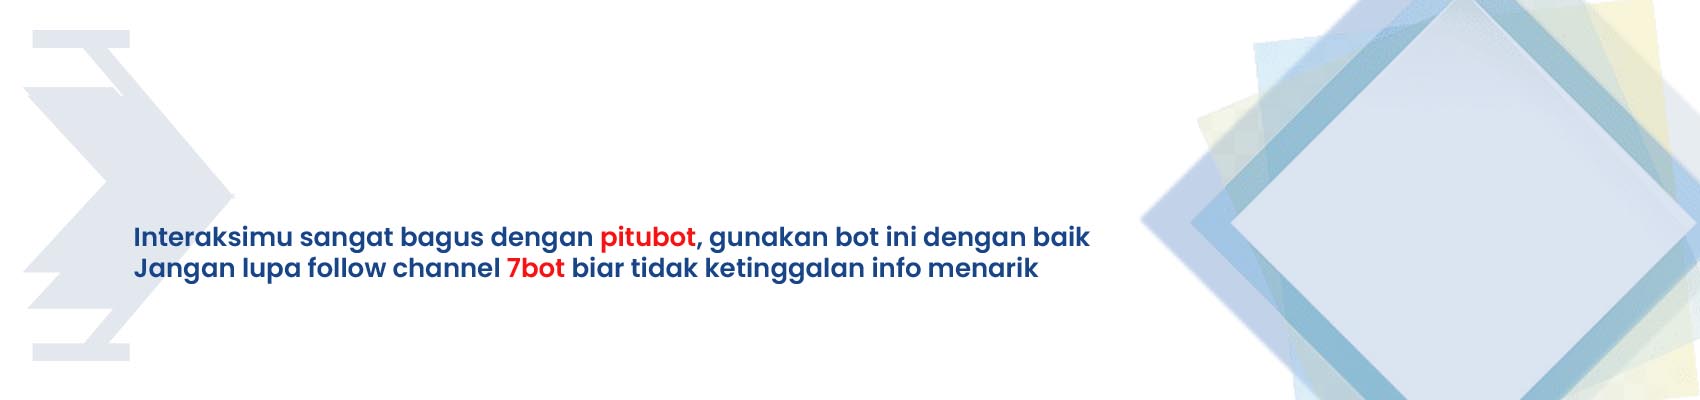 Interaksimu sangat bagus dengan pitubot, gunakan bot ini dengan baik
Jangan lupa follow channel 7bot biar tidak ketinggalan info menarik